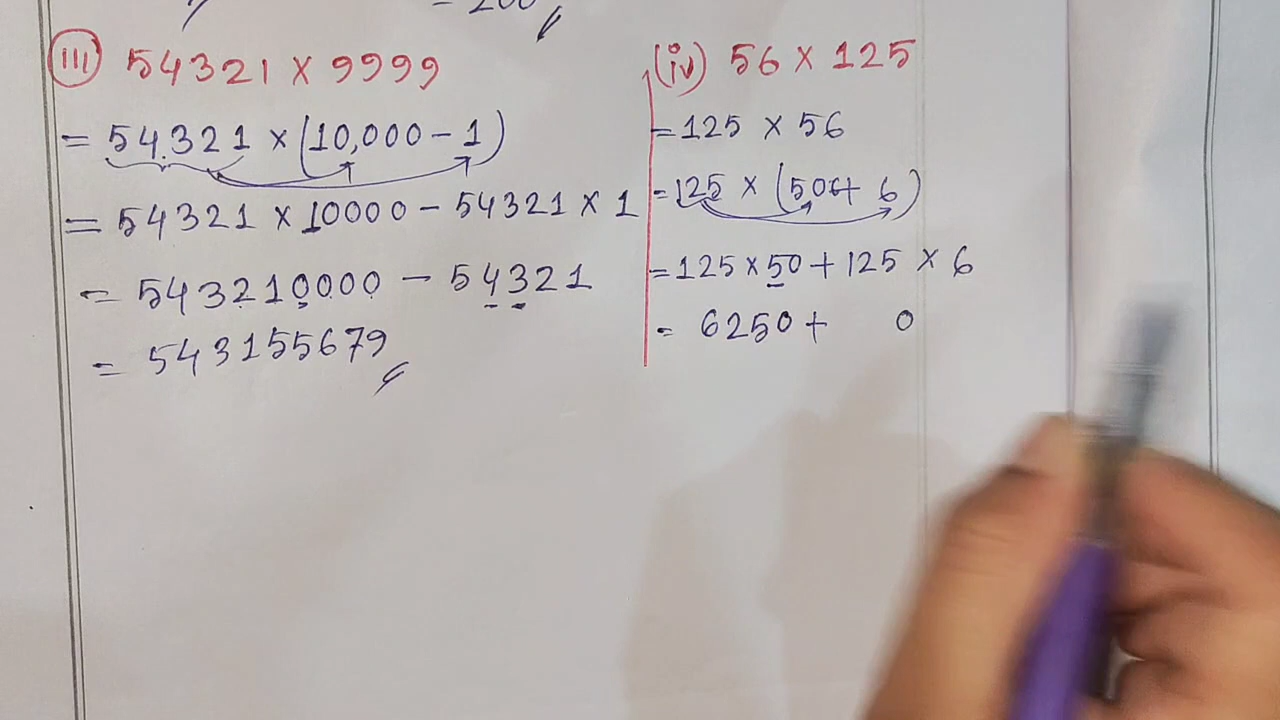 = 200
(III) 54321 × 9999
= 54321 × (10,000 - 1)
= 54321 × 10000 - 54321 × 1
= 543210000 - 54321
= 543155679
(iv) 56 × 125
= 125 × 56
= 125 × (50 + 6)
= 125 × 50 + 125 × 6
= 6250 + 0